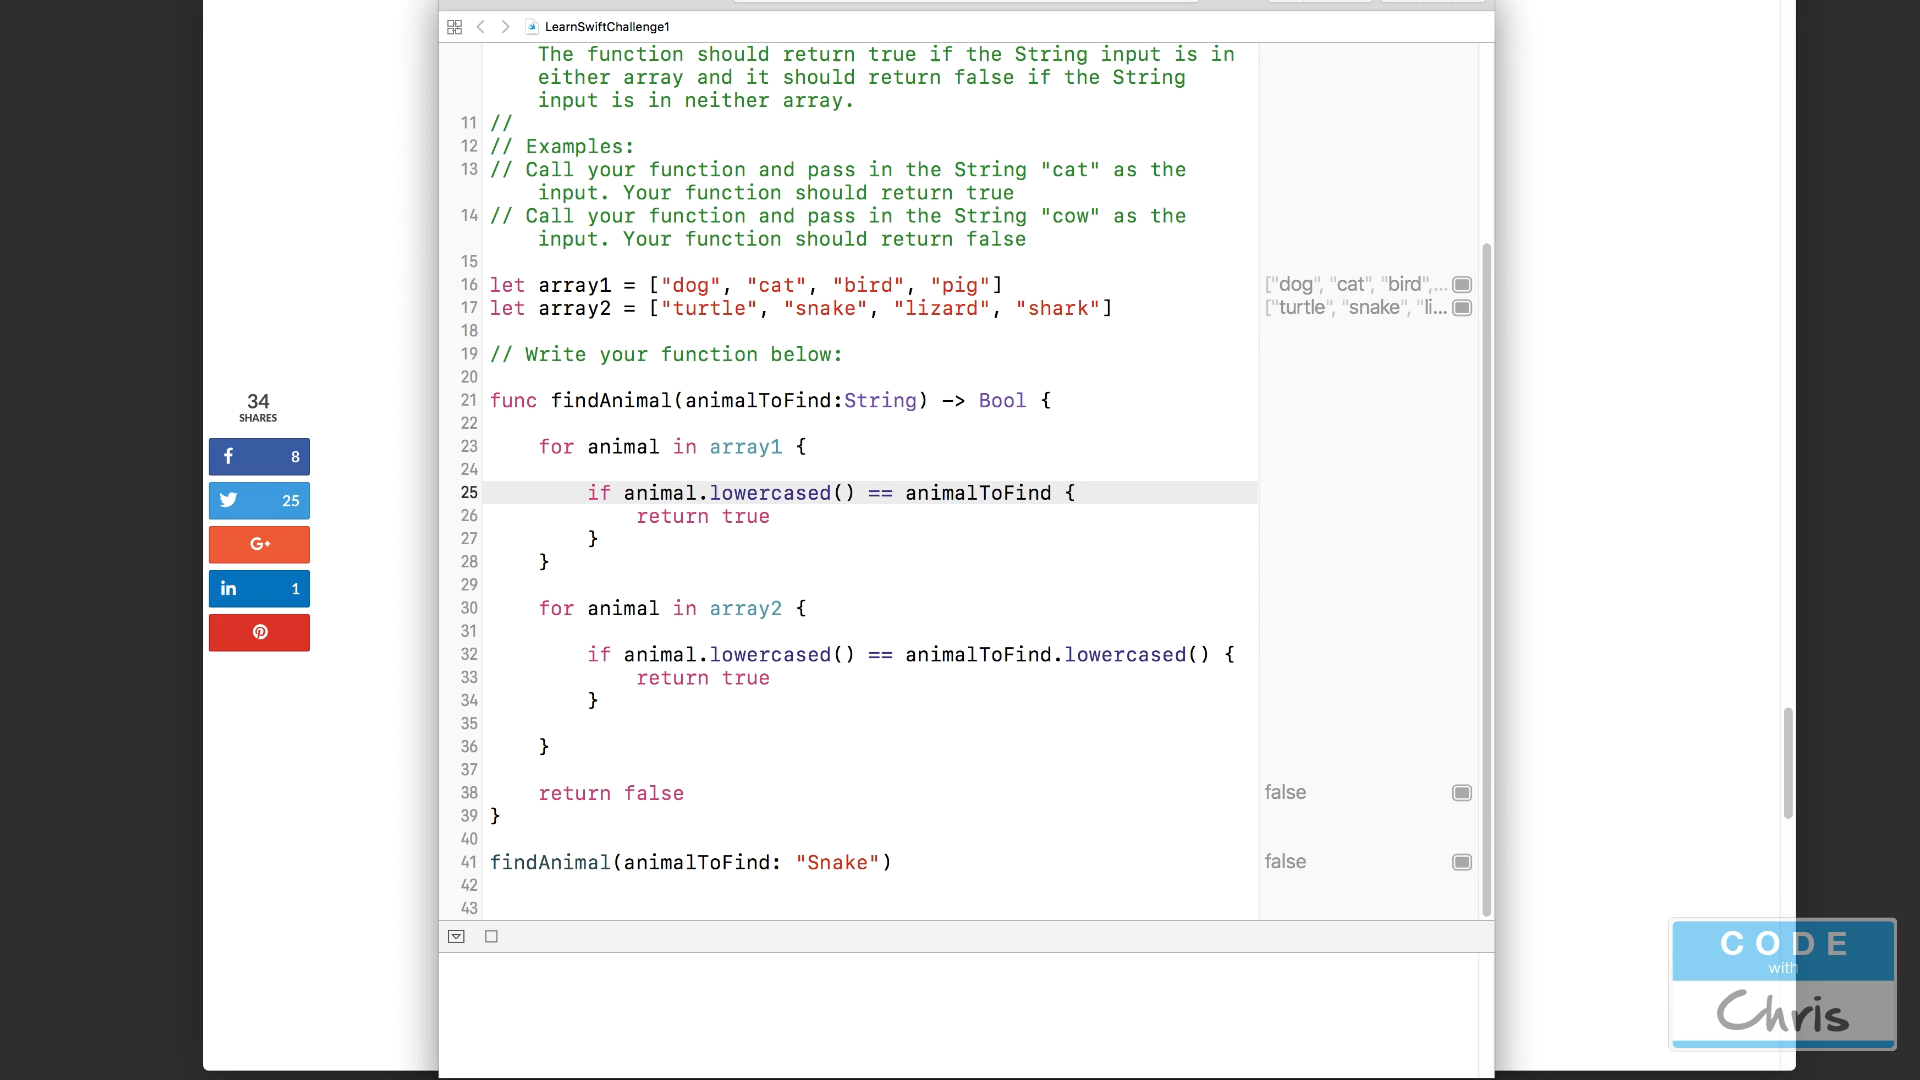 LearnSwiftChallenge1
The function should return true if the String input is in
either array and it should return false if the String
input is in neither array.
11 //
12 // Examples:
13 // Call your function and pass in the String "cat" as the
input. Your function should return true
14 // Call your function and pass in the String "cow" as the
input. Your function should return false
15
16 let array1 = ["dog", "cat", "bird", "pig"]
["dog", "cat", "bird",...
17 let array2 = ["turtle", "snake", "lizard", "shark"]
["turtle", "snake", "li...
18
19 // Write your function below:
20
21 func findAnimal(animalToFind:String) -> Bool {
22
23 for animal in array1 {
24
25 if animal.lowercased() == animalToFind {
26 return true
27 }
28 }
29
30 for animal in array2 {
31
32 if animal.lowercased() == animalToFind.lowercased() {
33 return true
34 }
35
36 }
37
38 return false
false
39 }
40
41 findAnimal(animalToFind: "Snake")
false
42
43
34
SHARES
f 8
25
G+
in 1
CODE
with
Chris